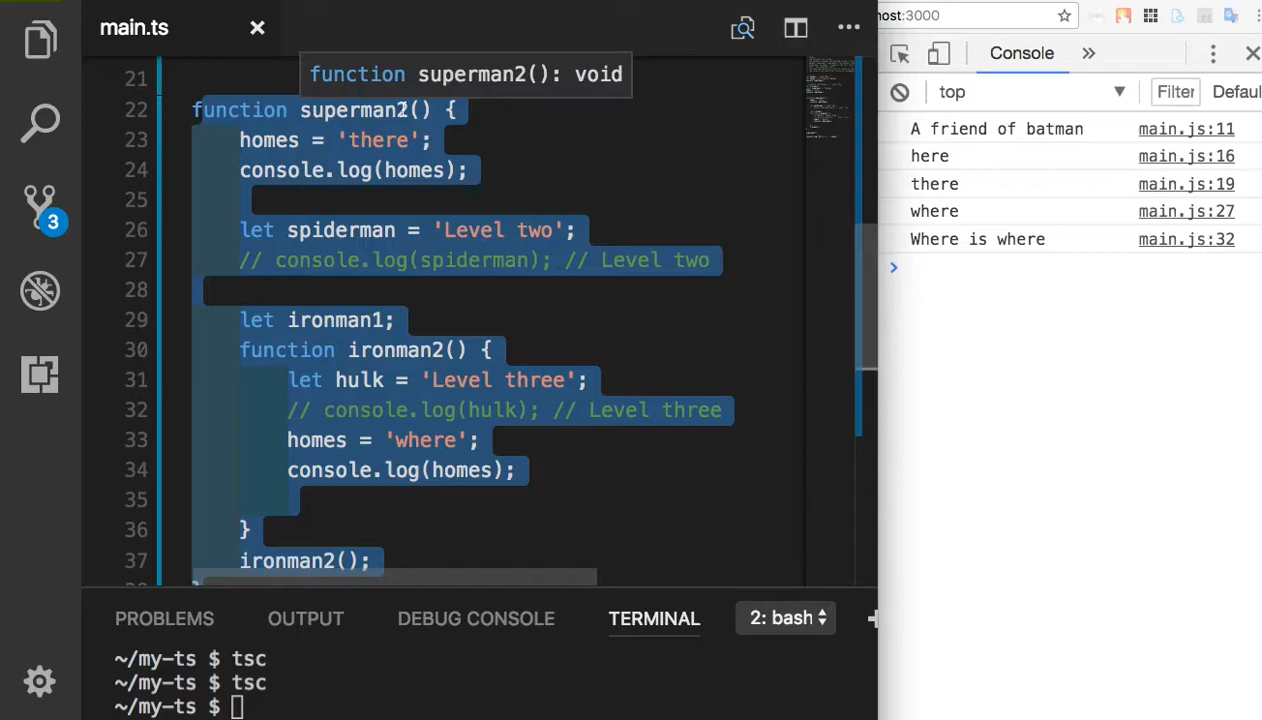 main.ts
function superman2(): void
21
22 function superman2() {
23 homes = 'there';
24 console.log(homes);
25
26 let spiderman = 'Level two';
27 // console.log(spiderman); // Level two
28
29 let ironman1;
30 function ironman2() {
31 let hulk = 'Level three';
32 // console.log(hulk); // Level three
33 homes = 'where';
34 console.log(homes);
35
36 }
37 ironman2();
3
PROBLEMS OUTPUT DEBUG CONSOLE TERMINAL 2: bash
~/my-ts $ tsc
~/my-ts $ tsc
~/my-ts $
host:3000
Console
top Filter Defaul
A friend of batman main.js:11
here main.js:16
there main.js:19
where main.js:27
Where is where main.js:32